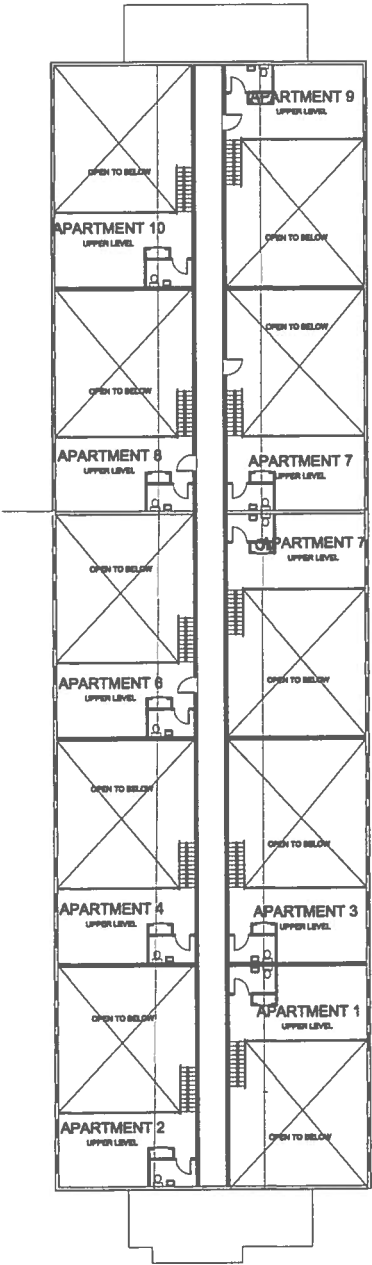 APARTMENT 9
UPPER LEVEL
OPEN TO BELOW
APARTMENT 10
UPPER LEVEL
OPEN TO BELOW
OPEN TO BELOW
OPEN TO BELOW
APARTMENT 8
UPPER LEVEL
APARTMENT 7
UPPER LEVEL
APARTMENT 7
UPPER LEVEL
OPEN TO BELOW
APARTMENT 6
UPPER LEVEL
OPEN TO BELOW
OPEN TO BELOW
OPEN TO BELOW
APARTMENT 4
UPPER LEVEL
APARTMENT 3
UPPER LEVEL
APARTMENT 1
UPPER LEVEL
OPEN TO BELOW
APARTMENT 2
UPPER LEVEL
OPEN TO BELOW